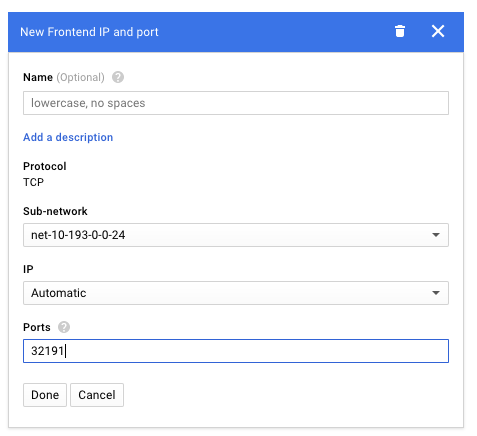 New Frontend IP and port
Name (Optional) ?
lowercase, no spaces
Add a description
Protocol
TCP
Sub-network
net-10-193-0-0-24
IP
Automatic
Ports ?
32191
Done Cancel